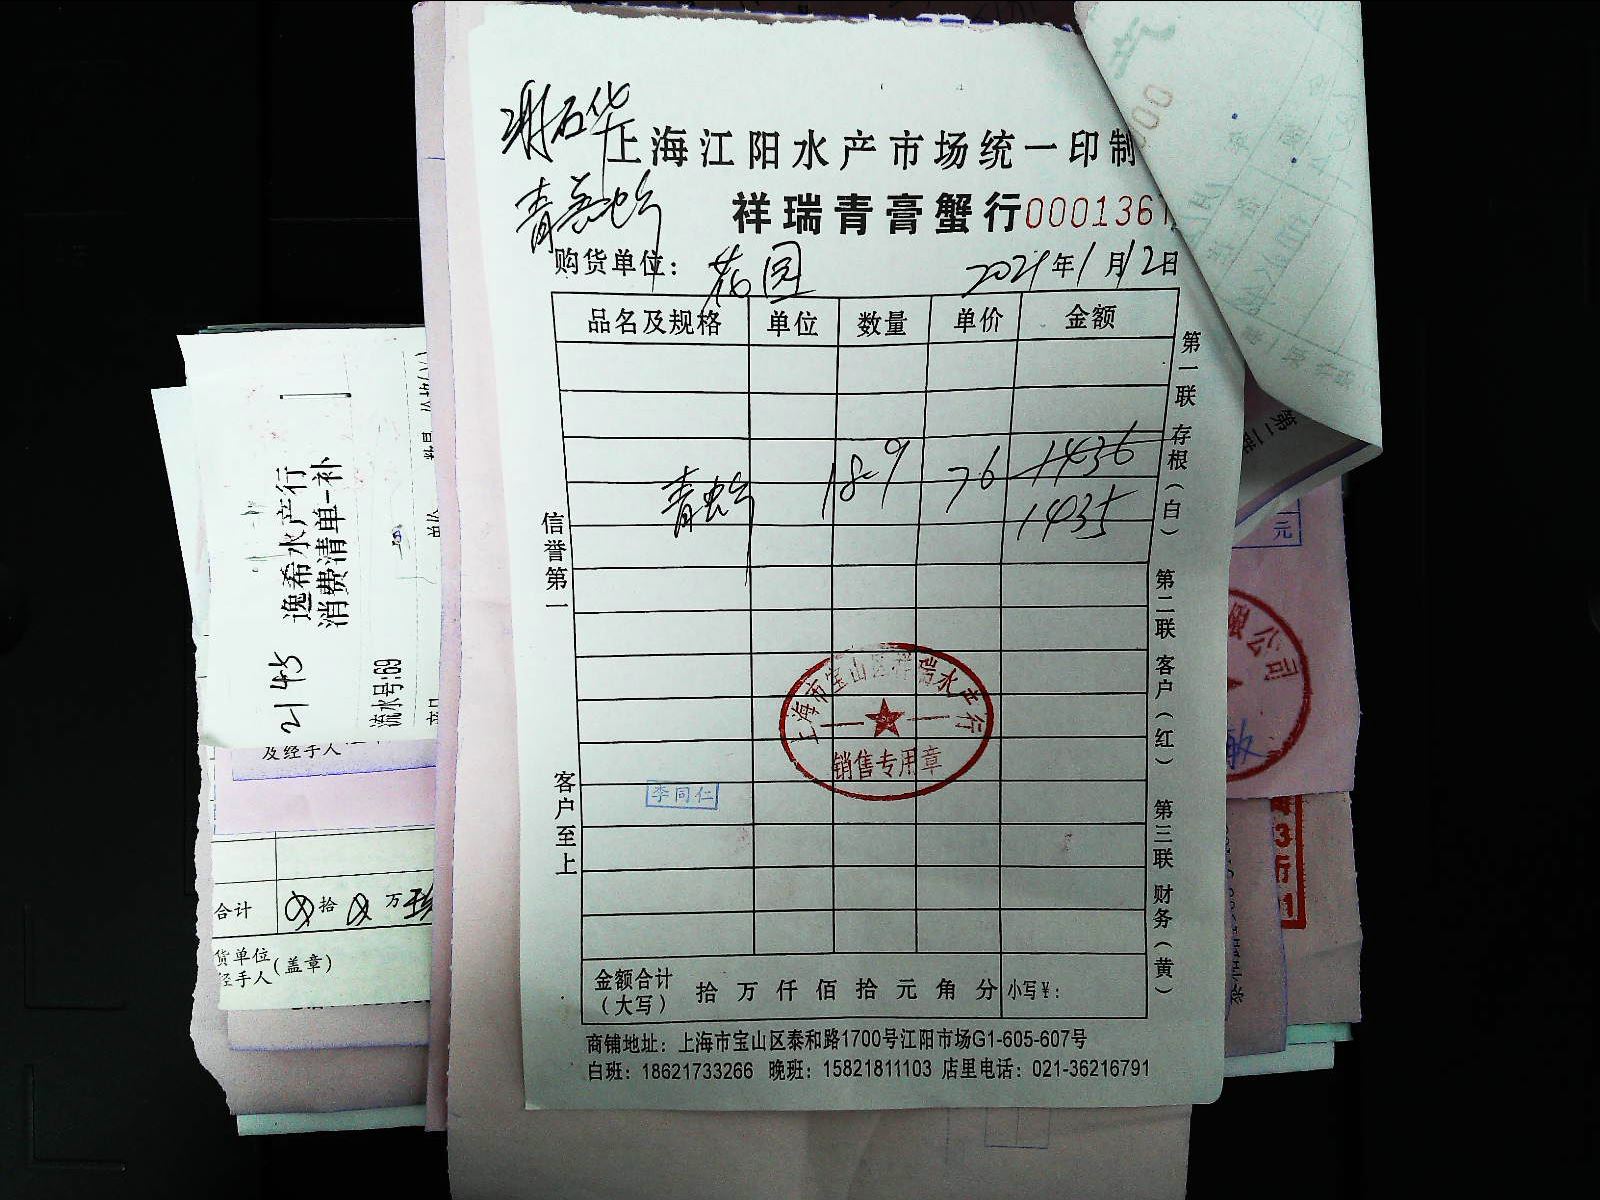 谢石华
上海江阳水产市场统一印制
青膏蟹
祥瑞青膏蟹行 000136
购货单位： 花园 2021年1月12日
品名及规格 单位 数量 单价 金额
青蟹 18.9 76 1436
1435
信誉第一
客户至上
第一联 存根（白）
第二联 客户（红）
第三联 财务（黄）
上海市宝山区祥瑞水产行
销售专用章
李同仁
金额合计（大写） 拾 万 仟 佰 拾 元 角 分 小写￥：
商铺地址：上海市宝山区泰和路1700号江阳市场G1-605-607号
白班：18621733266 晚班：15821811103 店里电话：021-36216791
逸希水产行
消费清单-补
流水号:69
2145
及经手人
合计 拾 万
货单位
经手人(盖章)
元
限公司